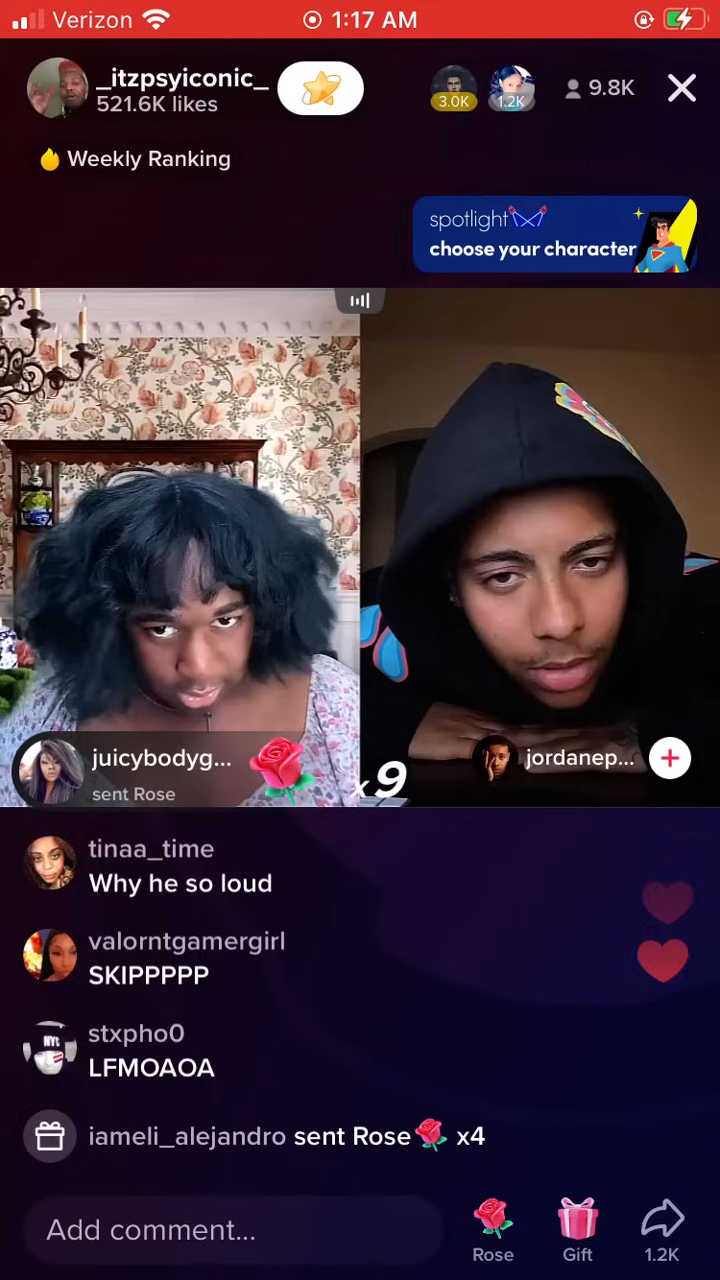 Verizon
1:17 AM
_itzpsyiconic_
521.6K likes
3.0K
1.2K
9.8K
Weekly Ranking
spotlight
choose your character
juicybodyg...
sent Rose
x9
jordanep...
tinaa_time
Why he so loud
valorntgamergirl
SKIPPPPP
stxpho0
LFMOAOA
iameli_alejandro sent Rose x4
Add comment...
Rose
Gift
1.2K